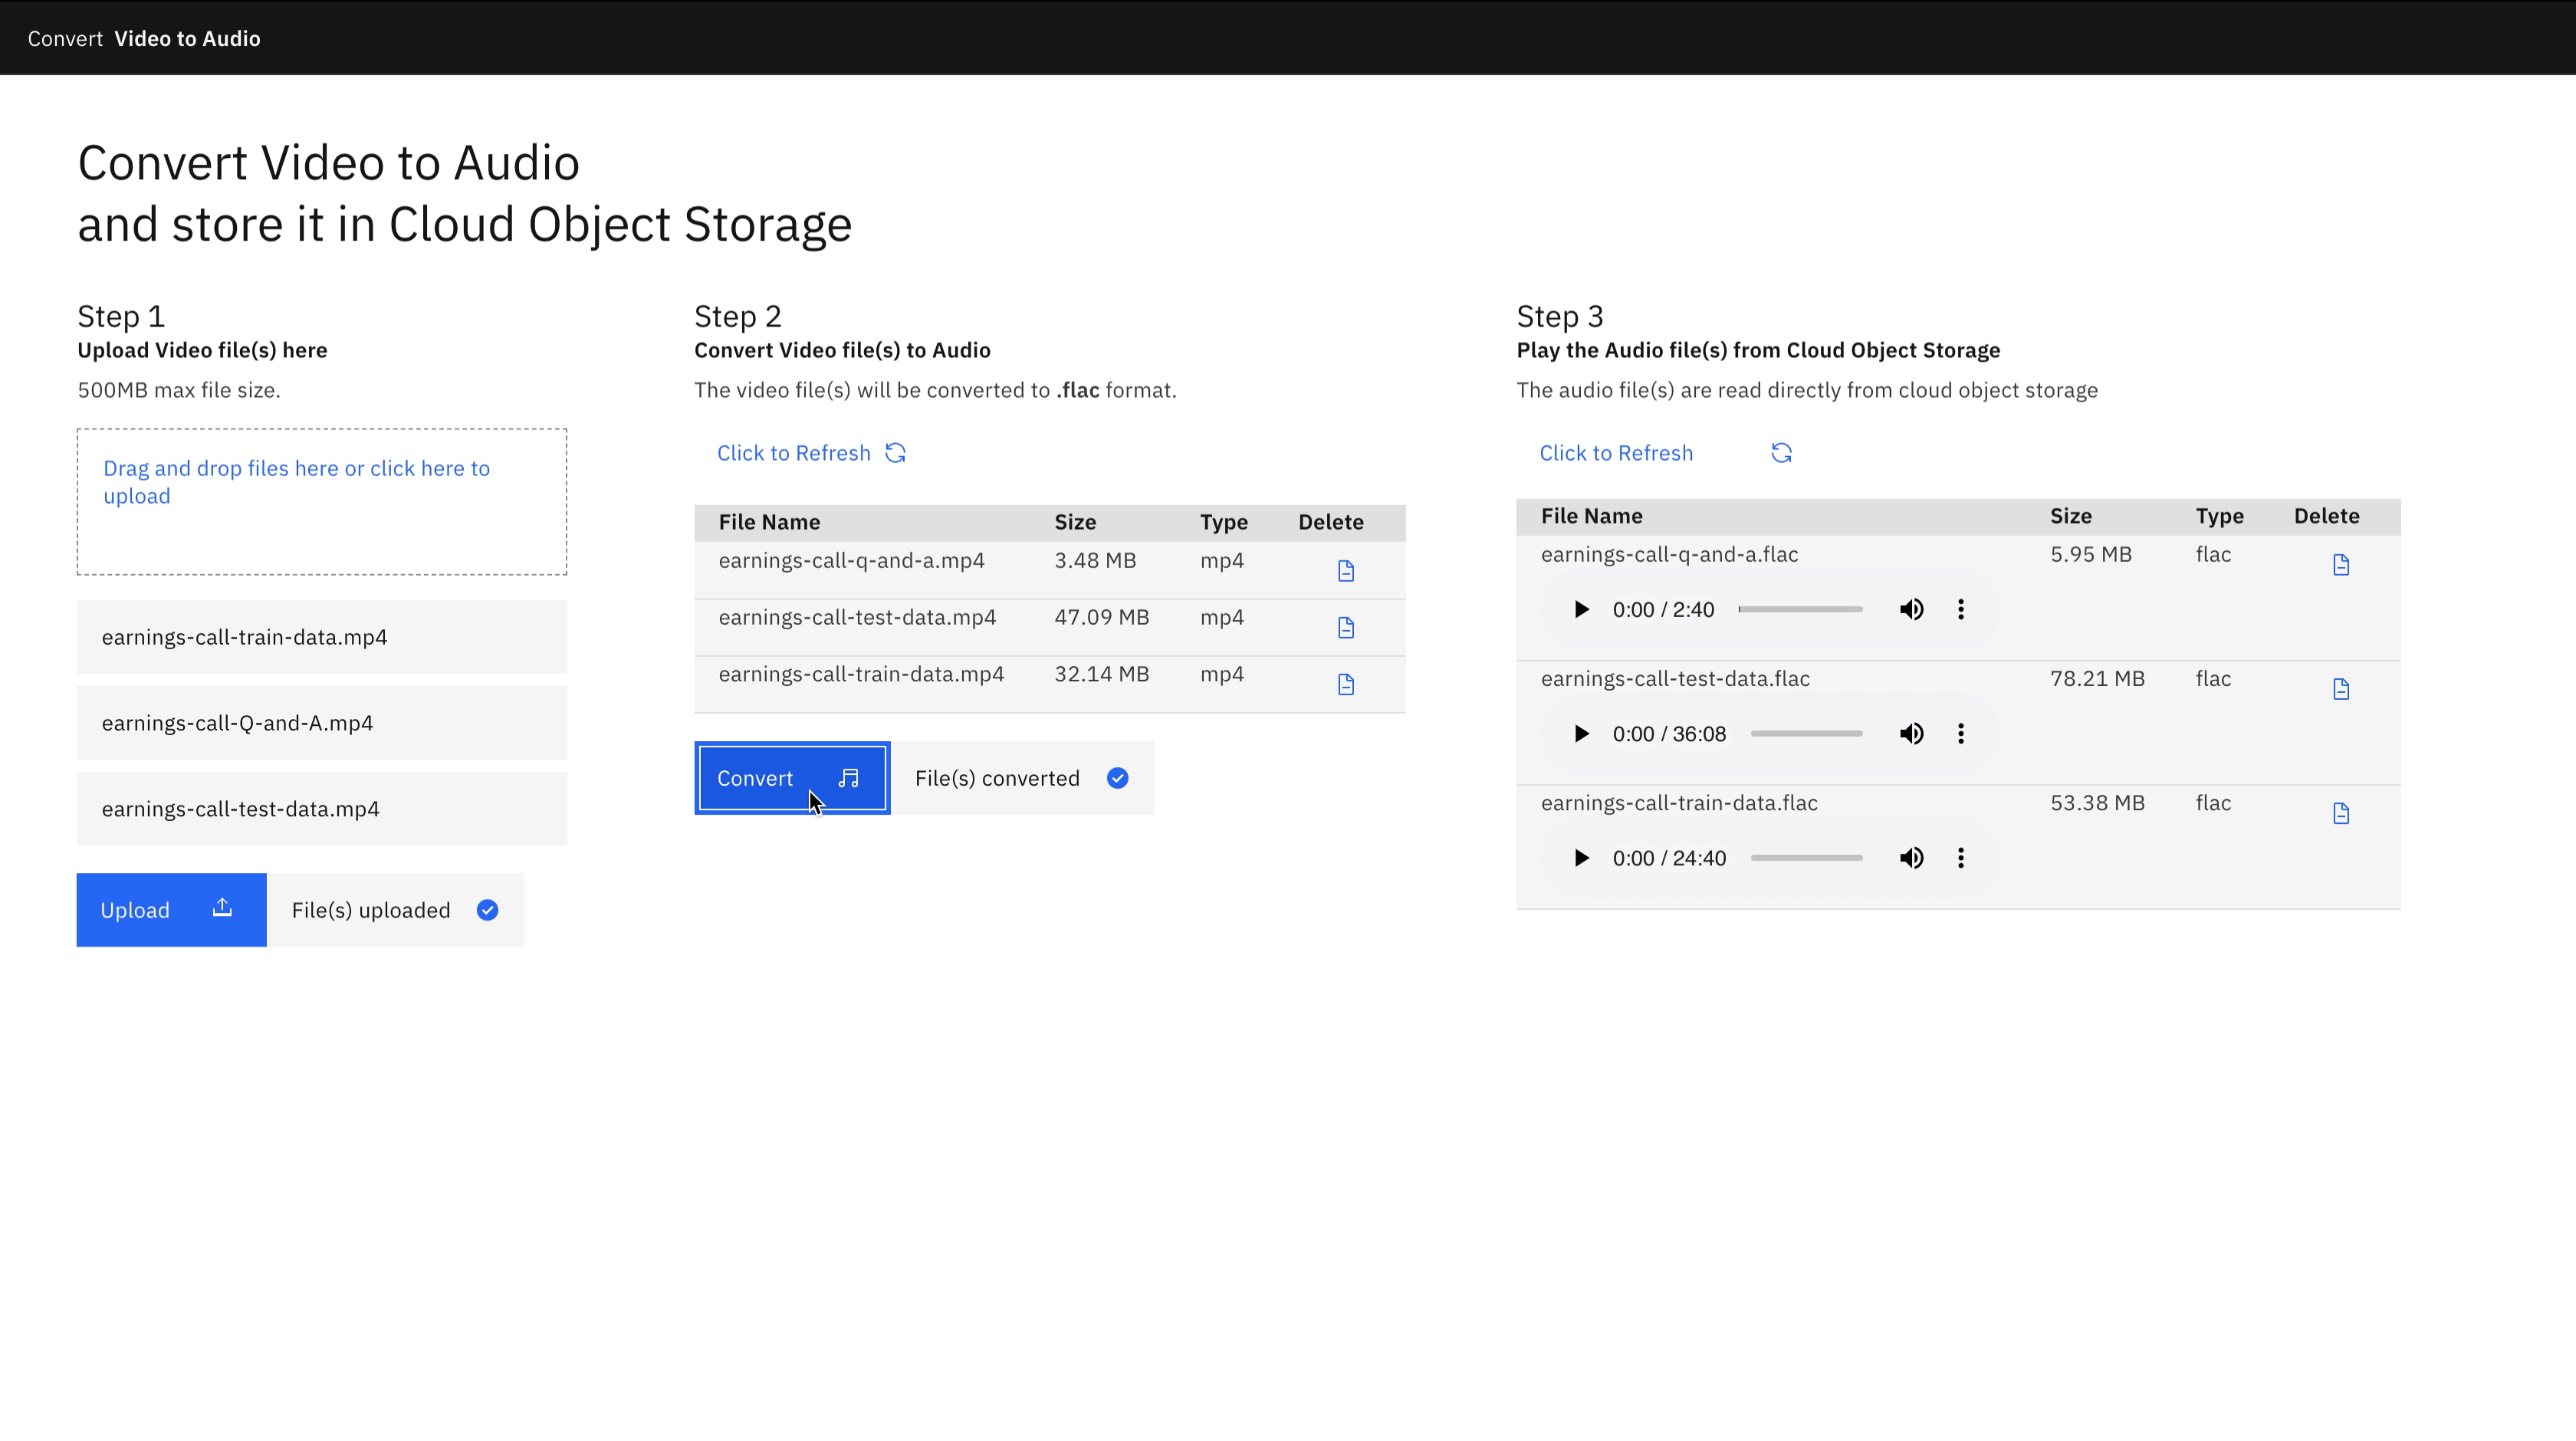 Convert Video to Audio
Convert Video to Audio
and store it in Cloud Object Storage
Step 1
Upload Video file(s) here
500MB max file size.
Drag and drop files here or click here to
upload
earnings-call-train-data.mp4
earnings-call-Q-and-A.mp4
earnings-call-test-data.mp4
Upload
File(s) uploaded
Step 2
Convert Video file(s) to Audio
The video file(s) will be converted to .flac format.
Click to Refresh
File Name Size Type Delete
earnings-call-q-and-a.mp4 3.48 MB mp4
earnings-call-test-data.mp4 47.09 MB mp4
earnings-call-train-data.mp4 32.14 MB mp4
Convert
File(s) converted
Step 3
Play the Audio file(s) from Cloud Object Storage
The audio file(s) are read directly from cloud object storage
Click to Refresh
File Name Size Type Delete
earnings-call-q-and-a.flac 5.95 MB flac
0:00 / 2:40
earnings-call-test-data.flac 78.21 MB flac
0:00 / 36:08
earnings-call-train-data.flac 53.38 MB flac
0:00 / 24:40